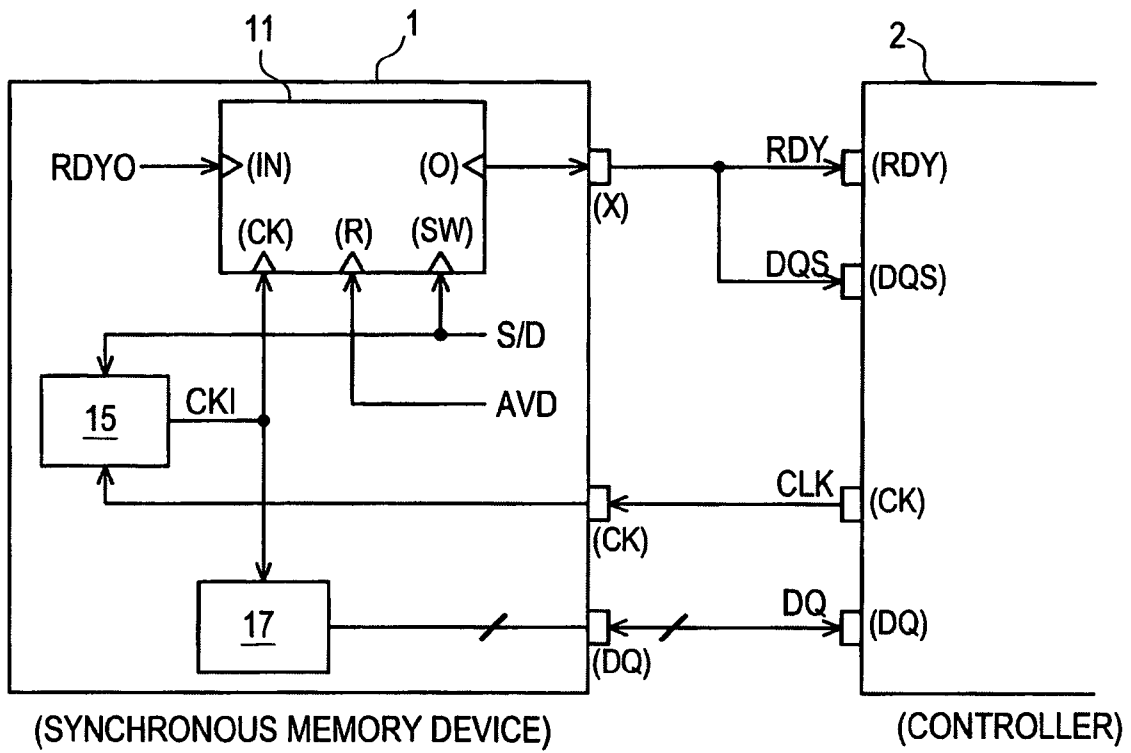 1
11
2
RDYO
(IN)
(O)
(CK)
(R)
(SW)
(X)
RDY
(RDY)
DQS
(DQS)
S/D
AVD
15
CKI
CLK
(CK)
(CK)
17
DQ
(DQ)
(DQ)
(SYNCHRONOUS MEMORY DEVICE)
(CONTROLLER)